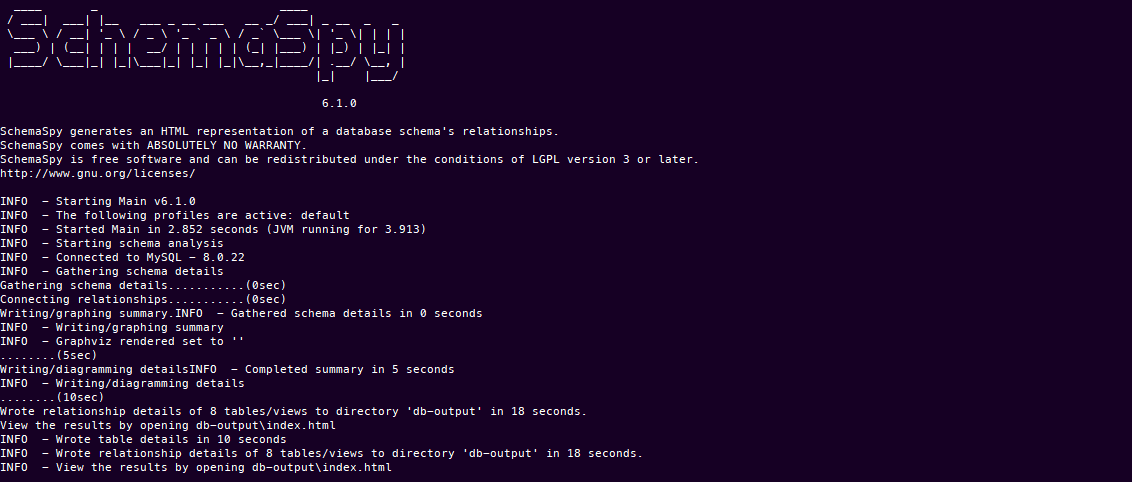 SchemaSpy
6.1.0
SchemaSpy generates an HTML representation of a database schema's relationships.
SchemaSpy comes with ABSOLUTELY NO WARRANTY.
SchemaSpy is free software and can be redistributed under the conditions of LGPL version 3 or later.
http://www.gnu.org/licenses/
INFO  - Starting Main v6.1.0
INFO  - The following profiles are active: default
INFO  - Started Main in 2.852 seconds (JVM running for 3.913)
INFO  - Starting schema analysis
INFO  - Connected to MySQL - 8.0.22
INFO  - Gathering schema details
Gathering schema details...........(0sec)
Connecting relationships...........(0sec)
Writing/graphing summary.INFO  - Gathered schema details in 0 seconds
INFO  - Writing/graphing summary
INFO  - Graphviz rendered set to ''
........(5sec)
Writing/diagramming detailsINFO  - Completed summary in 5 seconds
INFO  - Writing/diagramming details
........(10sec)
Wrote relationship details of 8 tables/views to directory 'db-output' in 18 seconds.
View the results by opening db-output\index.html
INFO  - Wrote table details in 10 seconds
INFO  - Wrote relationship details of 8 tables/views to directory 'db-output' in 18 seconds.
INFO  - View the results by opening db-output\index.html